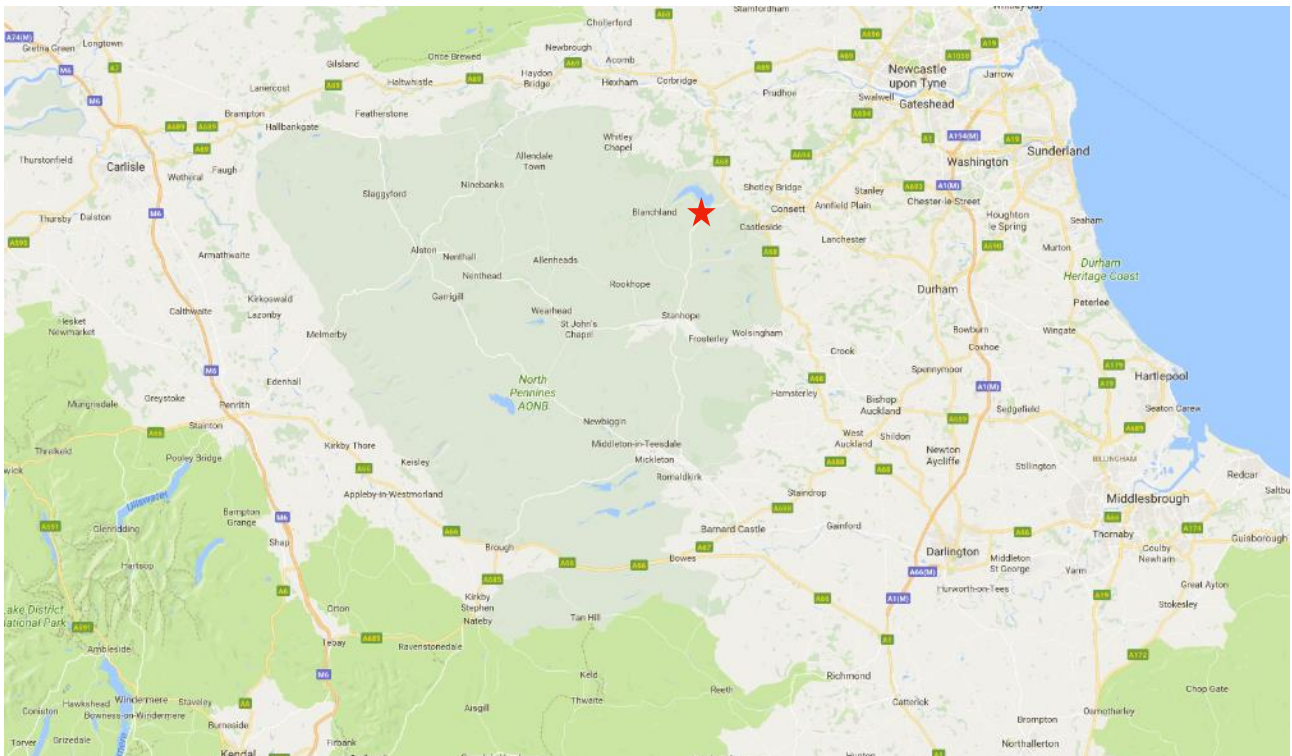 Whitley Bay
Stamfordham
Chollerford
A68
A696
A19
A1058
A74(M)
Gretna Green
Longtown
M6
A7
Gilsland
Once Brewed
Newbrough
Acomb
A69
Haydon
Bridge
Hexham
Corbridge
A69
Newcastle
upon Tyne
Jarrow
Lanercost
A69
Haltwhistle
Prudhoe
Swalwell
Gateshead
M6
Brampton
Featherstone
A689
A689
Hallbankgate
A694
A1
A194(M)
A19
Thurstonfield
Carlisle
A69
Faugh
Wetheral
Whitley
Chapel
Allendale
Town
A68
A694
Washington
Sunderland
Slaggyford
Ninebanks
Shotley Bridge
Stanley
A693
A1(M)
Chester-le-Street
Thursby
Dalston
M6
Blanchland
Consett
Annfield Plain
Houghton
le Spring
Seaham
A595
Castleside
Lanchester
A690
Murton
Armathwaite
Alston
Nenthall
Allenheads
A68
Durham
Heritage Coast
Nenthead
Rookhope
Durham
Peterlee
Kirkoswald
Garrigill
Calthwaite
Lazonby
Wearhead
St John's
Chapel
Stanhope
Hesket
Newmarket
Melmerby
Frosterley
Wolsingham
Bowburn
Wingate
Coxhoe
Crook
M6
A68
Spennymoor
A179
Hartlepool
Edenhall
North
Pennines
AONB
A1(M)
A19
Mungrisdale
Greystoke
Penrith
Hamsterley
Bishop
Auckland
Sedgefield
Seaton Carew
Stainton
Newbiggin
A689
A689
A66
Kirkby Thore
Middleton-in-Teesdale
West
Auckland
Shildon
Threlkeld
Pooley Bridge
Keisley
Mickleton
A688
A68
Newton
Aycliffe
BILLINGHAM
A66
Romaldkirk
Stillington
Redcar
Ullswater
Appleby-in-Westmorland
Staindrop
Middlesbrough
Bampton
Grange
A688
M6
A66
Barnard Castle
Gainford
A66
A66
A174
A591
Glenridding
Thornaby
Guisborough
Shap
Brough
A67
Darlington
Coulby
Newham
Hartsop
A66
A66
Bowes
Middleton
St George
Yarm
A66(M)
A685
Great Ayton
A6
Hurworth-on-Tees
Lake District
National Park
Orton
Kirkby
Stephen
Nateby
Tan Hill
A66
A1(M)
A19
Stokesley
A591
Tebay
A685
Ravenstonedale
A1
Ambleside
A172
M6
Keld
Richmond
Reeth
Chop Gate
Hawkshead
Windermere
Staveley
A6
Thwaite
Catterick
Coniston
Bowness-on-Windermere
Aisgill
Osmotherley
Burneside
Brompton
Torver
Grizedale
Firbank
Northallerton
Kendal
A1